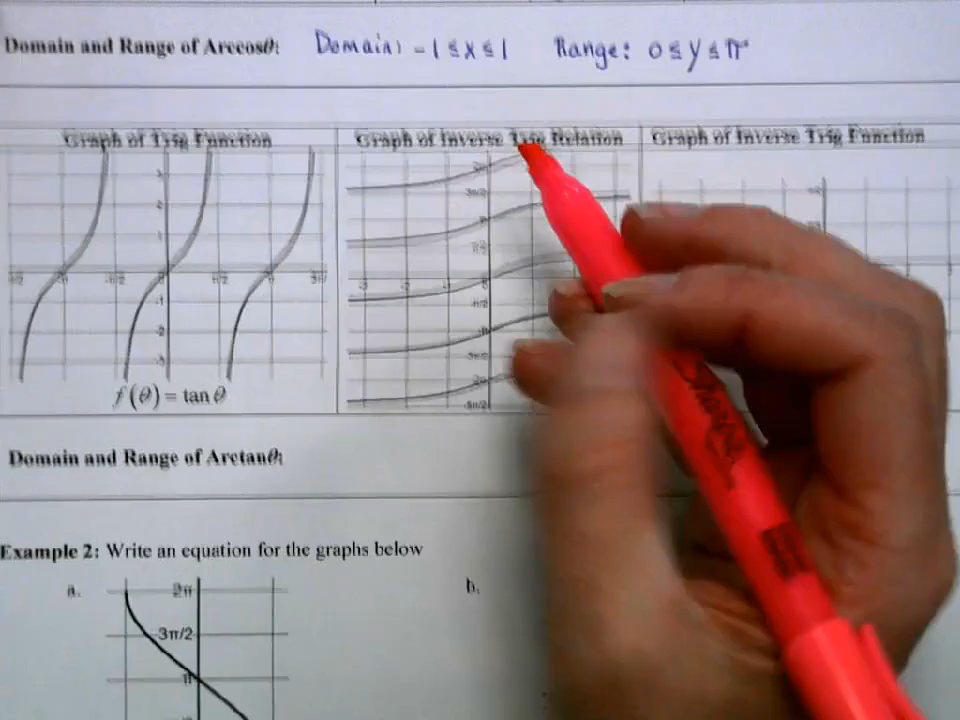 Domain and Range of Arccosθ: Domain: -1 ≤ x ≤ 1 Range: 0 ≤ y ≤ π
Graph of Trig Function Graph of Inverse Trig Relation Graph of Inverse Trig Function
f(θ) = tan θ
Domain and Range of Arctanθ:
Example 2: Write an equation for the graphs below
a. b.
2π
3π/2
π
Sharpie